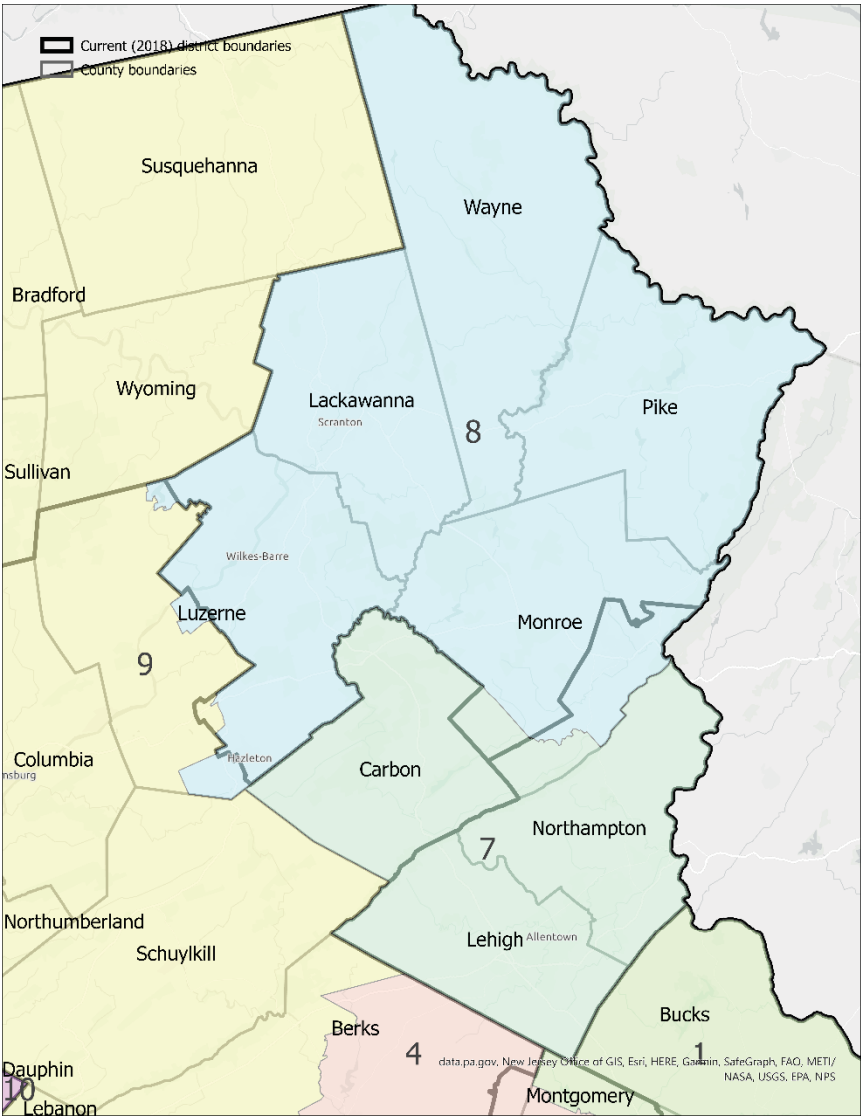 Current (2018) district boundaries
County boundaries
Susquehanna
Wayne
Bradford
Wyoming
Lackawanna
Scranton
Pike
8
Sullivan
Wilkes-Barre
Luzerne
Monroe
9
Columbia
nsburg
Hazleton
Carbon
Northampton
7
Northumberland
Schuylkill
Lehigh
Allentown
Bucks
Berks
4
1
data.pa.gov, New Jersey Office of GIS, Esri, HERE, Garmin, SafeGraph, FAO, METI/
NASA, USGS, EPA, NPS
Dauphin
10
Montgomery
Lebanon